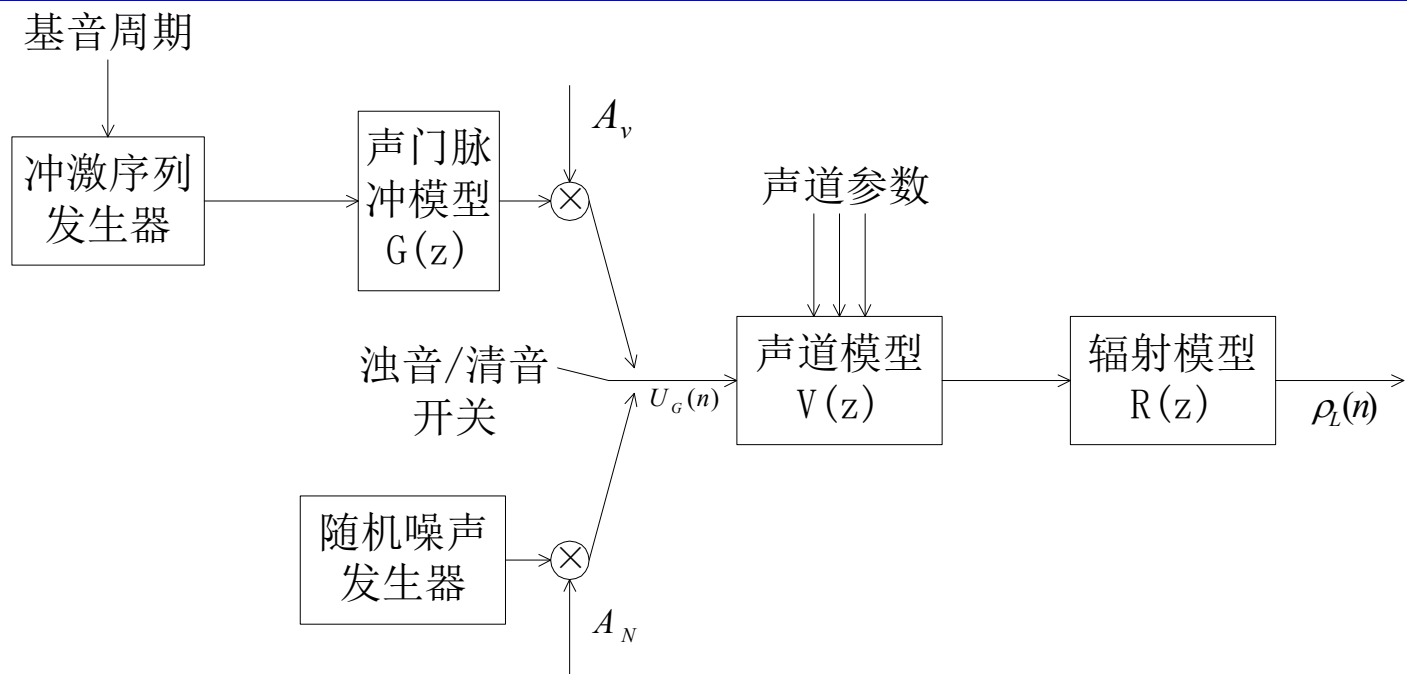 基音周期
冲激序列
发生器
声门脉
冲模型
G(z)
A_v
声道参数
浊音/清音
开关
U_G(n)
声道模型
V(z)
辐射模型
R(z)
ρ_L(n)
随机噪声
发生器
A_N